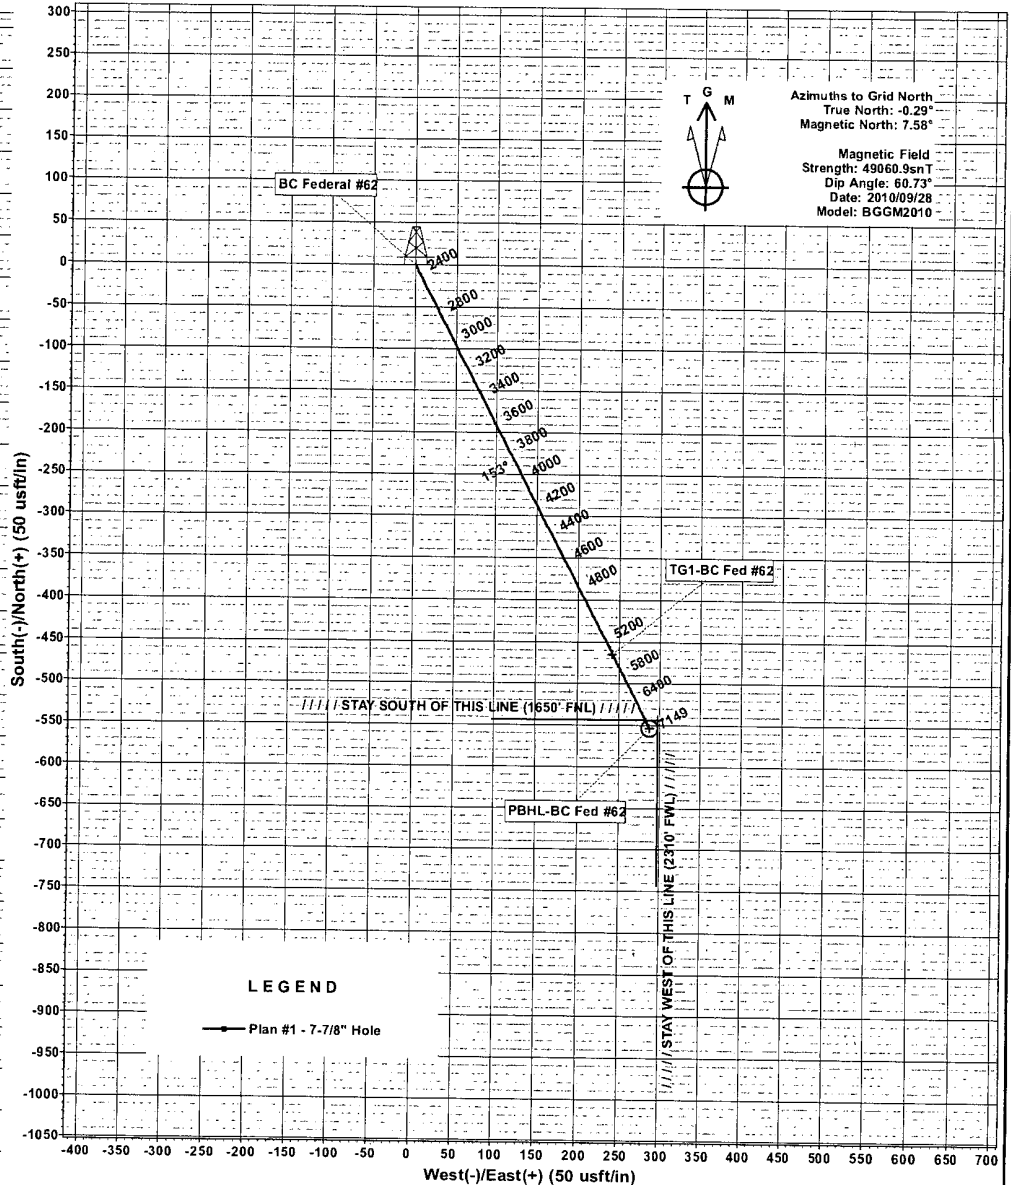 300
250
200
150
100
50
0
-50
-100
-150
-200
-250
-300
-350
-400
-450
-500
-550
-600
-650
-700
-750
-800
-850
-900
-950
-1000
-1050
South(-)/North(+) (50 usft/in)
T G M
Azimuths to Grid North
True North: -0.29°
Magnetic North: 7.58°
Magnetic Field
Strength: 49060.9snT
Dip Angle: 60.73°
Date: 2010/09/28
Model: BGGM2010
BC Federal #62
2400
2800
3000
3200
3400
3600
3800
153°
4000
4200
4400
4600
4800
TG1-BC Fed #62
5200
5800
6400
///// STAY SOUTH OF THIS LINE (1650' FNL) /////
7149
PBHL-BC Fed #62
///// STAY WEST OF THIS LINE (2310' FWL) /////
LEGEND
Plan #1 - 7-7/8" Hole
-400 -350 -300 -250 -200 -150 -100 -50 0 50 100 150 200 250 300 350 400 450 500 550 600 650 700
West(-)/East(+) (50 usft/in)